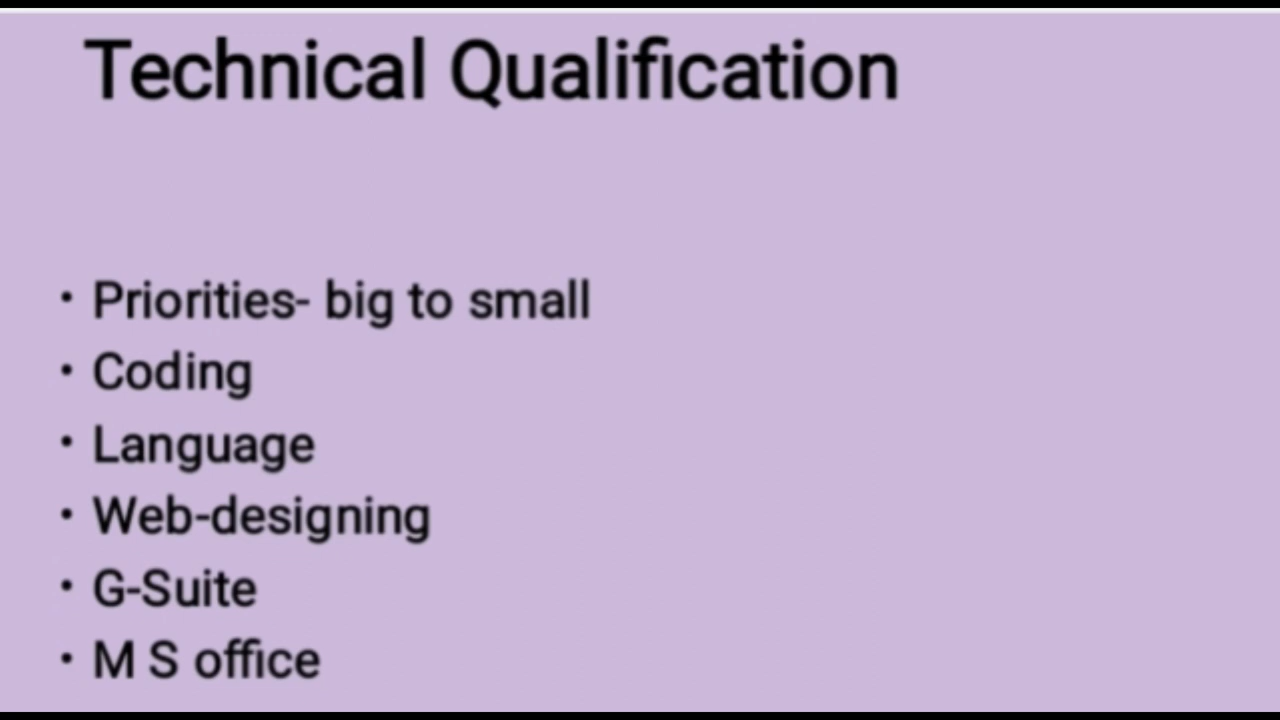 Technical Qualification
• Priorities- big to small
• Coding
• Language
• Web-designing
• G-Suite
• M S office